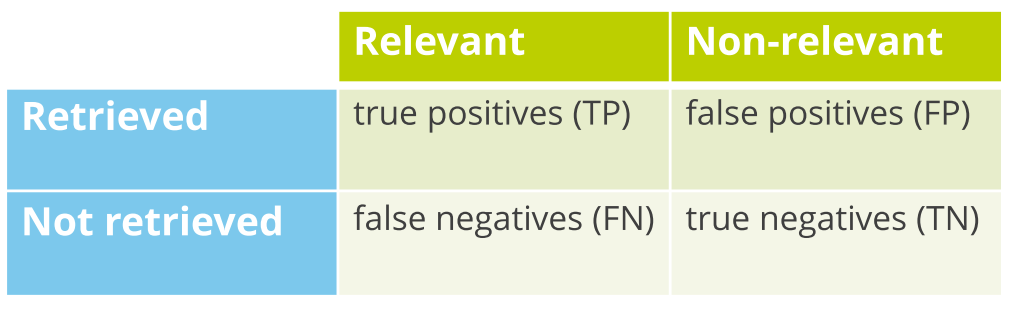 Relevant Non-relevant
Retrieved true positives (TP) false positives (FP)
Not retrieved false negatives (FN) true negatives (TN)